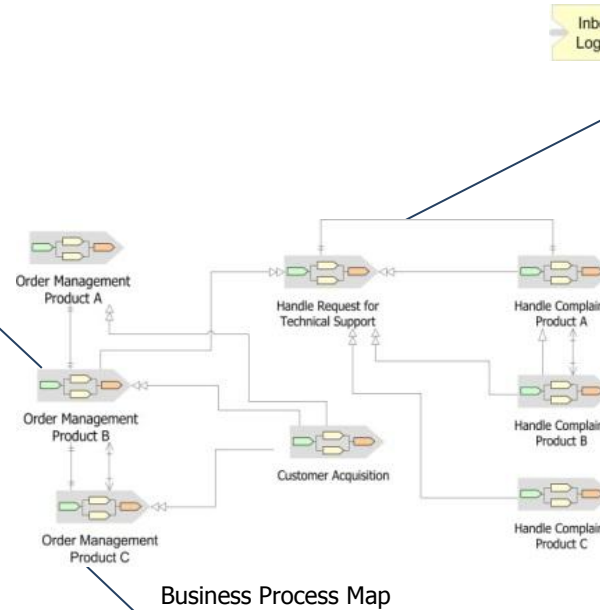 Inb
Log
Order Management
Product A
Handle Request for
Technical Support
Handle Complain
Product A
Order Management
Product B
Handle Complain
Product B
Customer Acquisition
Handle Complain
Product C
Order Management
Product C
Business Process Map